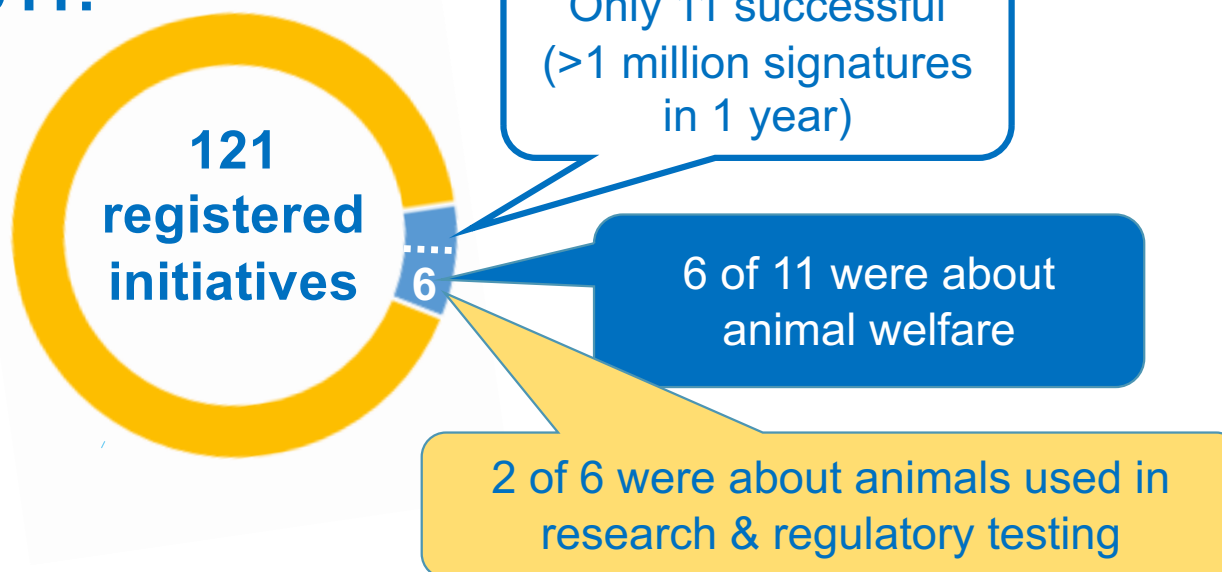 Only 11 successful
(>1 million signatures
in 1 year)
121
registered
initiatives
6
6 of 11 were about
animal welfare
2 of 6 were about animals used in
research & regulatory testing